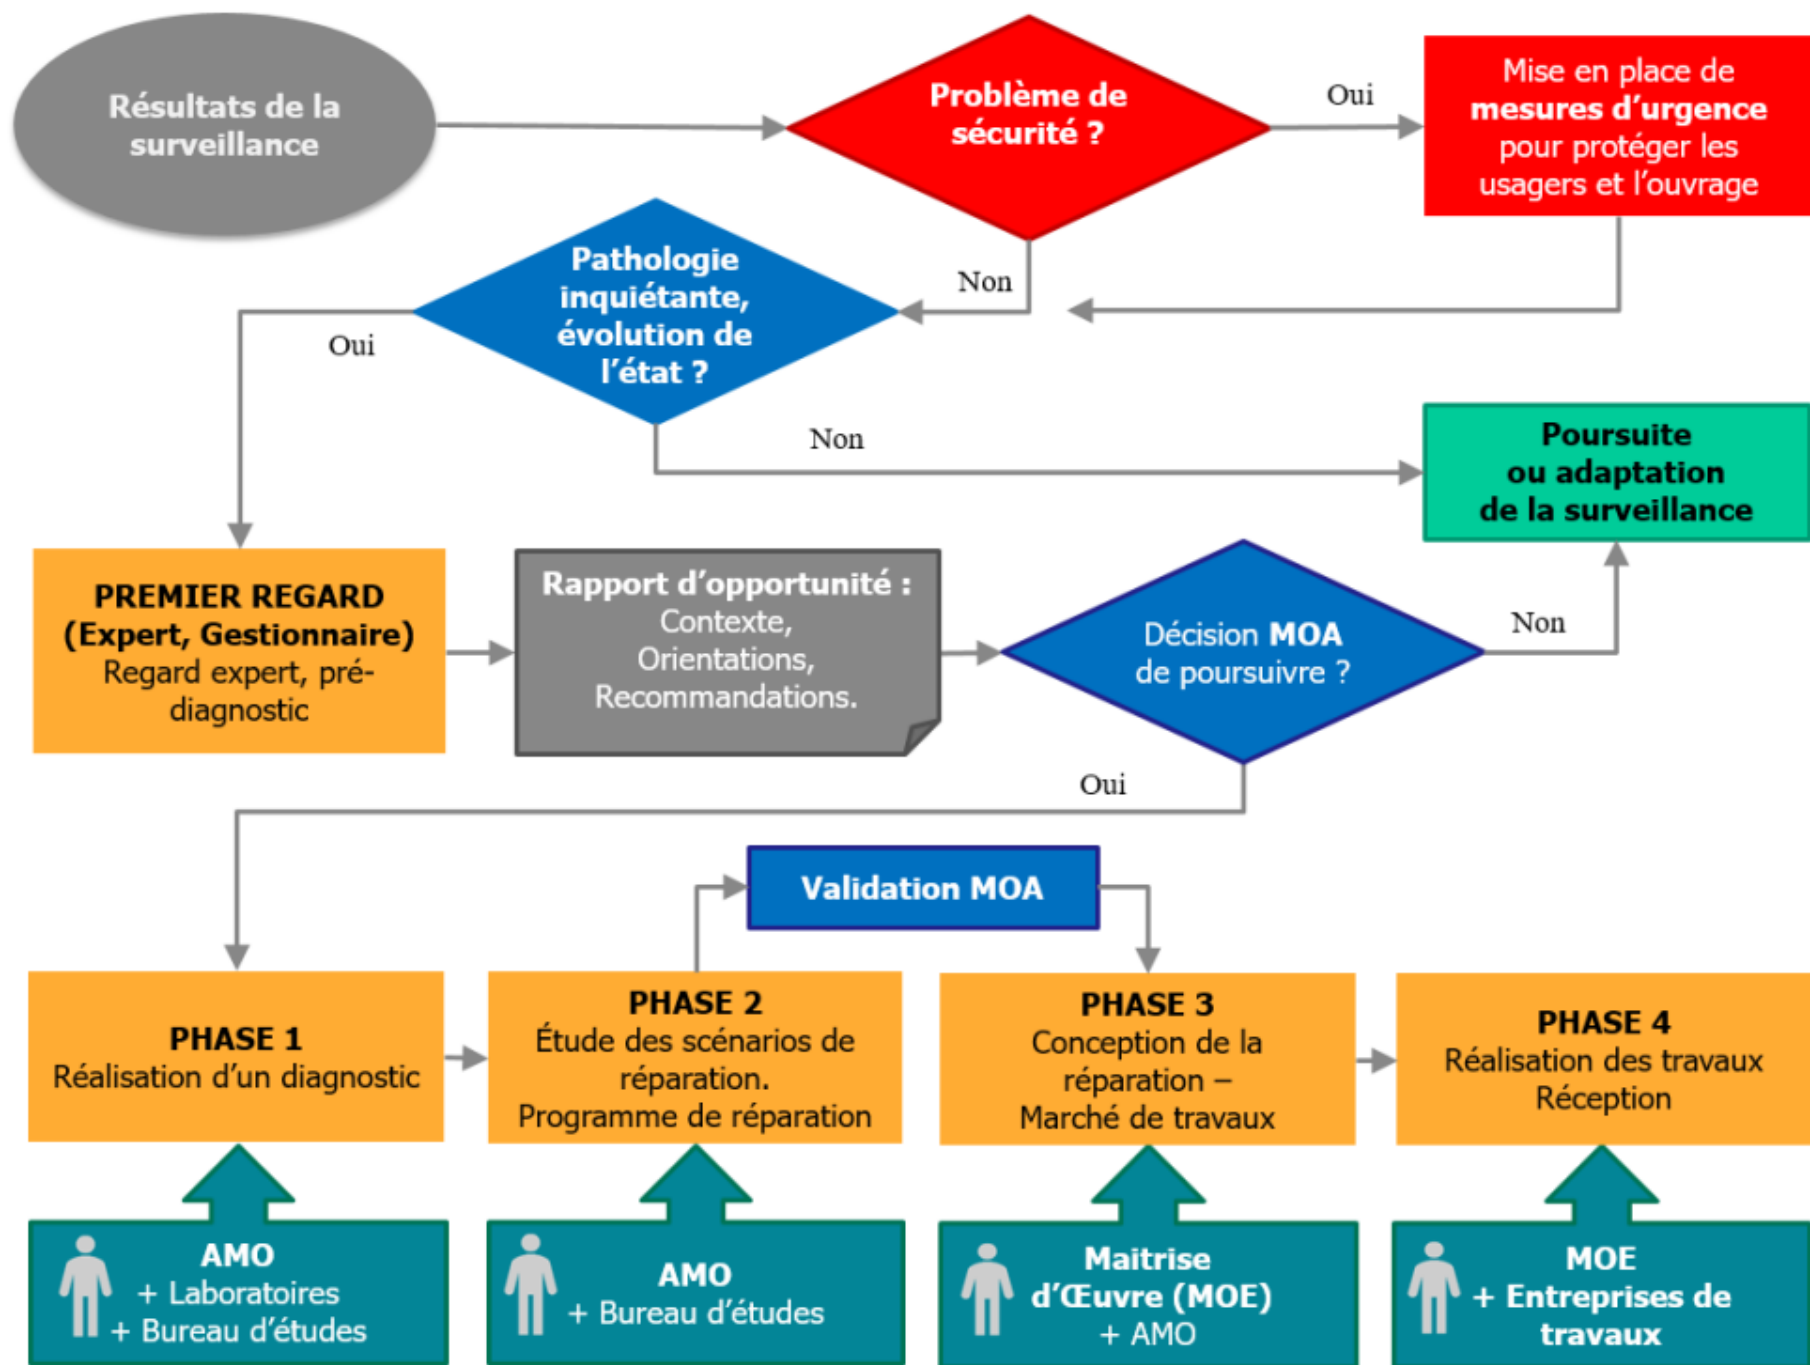 Résultats de la
surveillance
Problème de
sécurité ?
Oui
Mise en place de
mesures d’urgence
pour protéger les
usagers et l’ouvrage
Non
Pathologie
inquiétante,
évolution de
l’état ?
Oui
Non
Poursuite
ou adaptation
de la surveillance
PREMIER REGARD
(Expert, Gestionnaire)
Regard expert, pré-
diagnostic
Rapport d’opportunité :
Contexte,
Orientations,
Recommandations.
Décision MOA
de poursuivre ?
Non
Oui
Validation MOA
PHASE 1
Réalisation d’un diagnostic
PHASE 2
Étude des scénarios de
réparation.
Programme de réparation
PHASE 3
Conception de la
réparation –
Marché de travaux
PHASE 4
Réalisation des travaux
Réception
AMO
+ Laboratoires
+ Bureau d’études
AMO
+ Bureau d’études
Maitrise
d’Œuvre (MOE)
+ AMO
MOE
+ Entreprises de
travaux